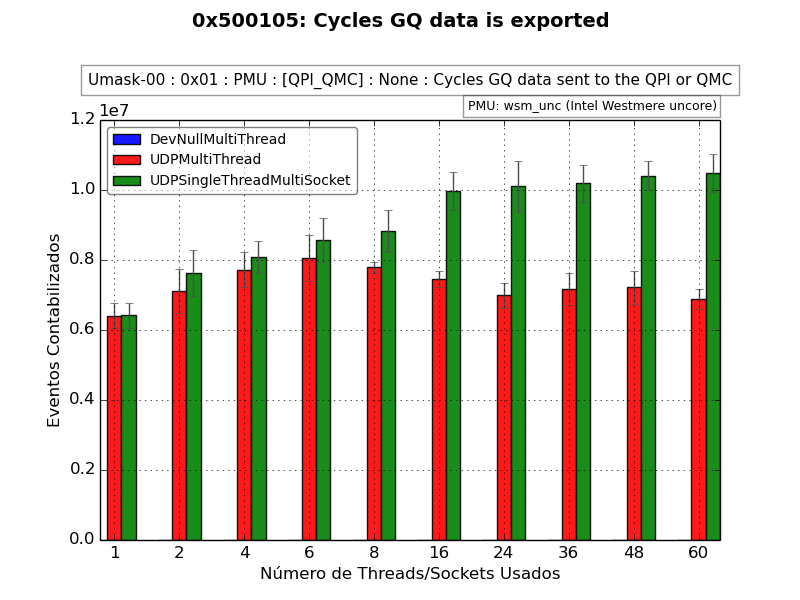 0x500105: Cycles GQ data is exported
Umask-00 : 0x01 : PMU : [QPI_QMC] : None : Cycles GQ data sent to the QPI or QMC
PMU: wsm_unc (Intel Westmere uncore)
1e7
DevNullMultiThread
UDPMultiThread
UDPSingleThreadMultiSocket
1.2
1.0
0.8
0.6
0.4
0.2
0.0
Eventos Contabilizados
1 2 4 6 8 16 24 36 48 60
Número de Threads/Sockets Usados